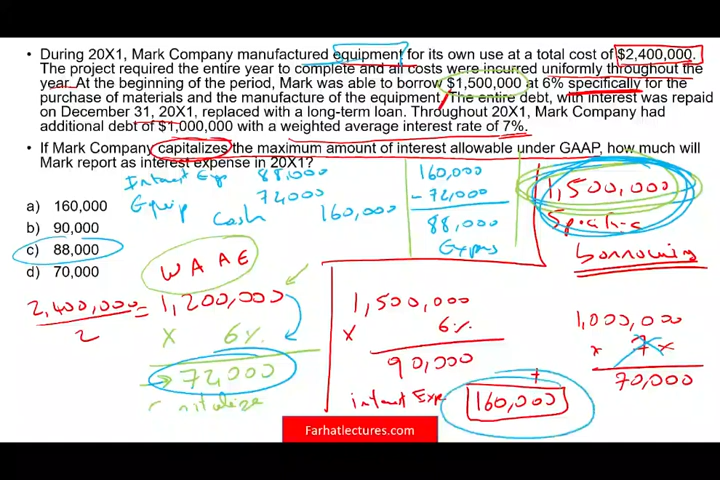 • During 20X1, Mark Company manufactured equipment for its own use at a total cost of $2,400,000.
The project required the entire year to complete and all costs were incurred uniformly throughout the
year. At the beginning of the period, Mark was able to borrow $1,500,000 at 6% specifically for the
purchase of materials and the manufacture of the equipment. The entire debt, with interest was repaid
on December 31, 20X1, replaced with a long-term loan. Throughout 20X1, Mark Company had
additional debt of $1,000,000 with a weighted average interest rate of 7%.
• If Mark Company capitalizes the maximum amount of interest allowable under GAAP, how much will
Mark report as interest expense in 20X1?
Interest Exp 88,000
Equip 72,000
Cash 160,000
160,000
- 72,000
88,000
Expns
1,500,000
Specific
borrowing
a) 160,000
b) 90,000
c) 88,000
d) 70,000
WAAE
2,400,000 = 1,200,000
2
x 6%
→ 72,000
1,500,000
x 6%
90,000
interest Expe
+
160,000
1,000,000
x 7%
70,000
Farhatlectures.com